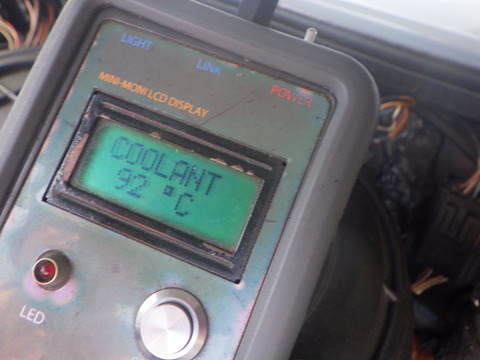 LIGHT
LINK
POWER
MINI-MONI LCD DISPLAY
COOLANT
92 °C
LED